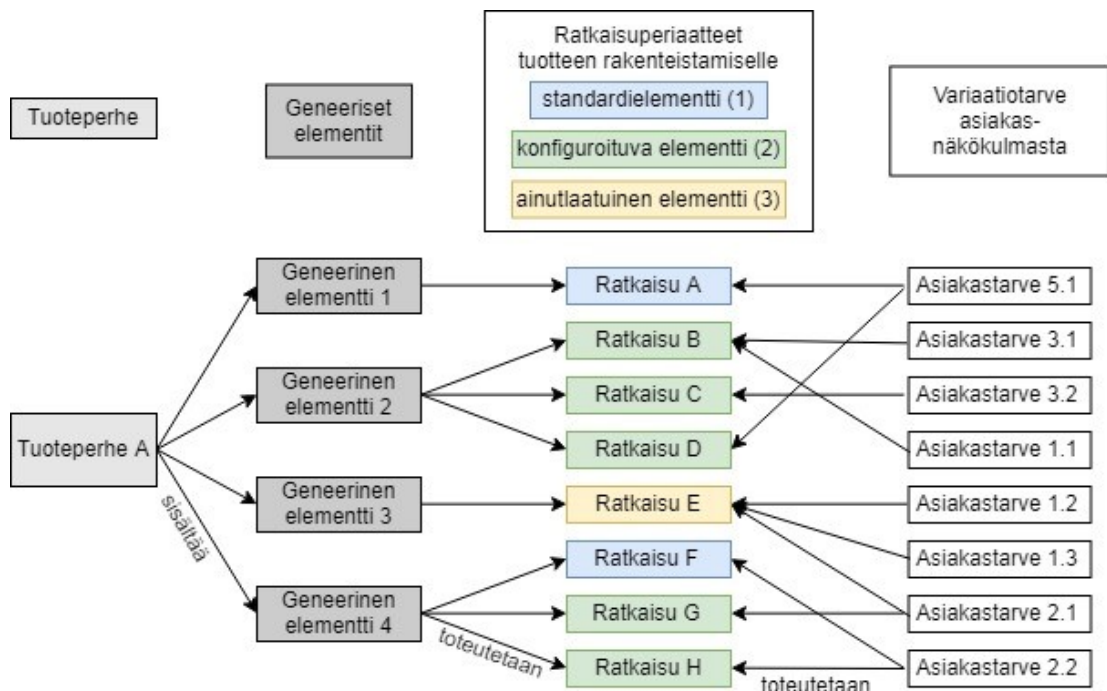 Ratkaisuperiaatteet
tuotteen rakenteistamiselle
standardielementti (1)
konfiguroituva elementti (2)
ainutlaatuinen elementti (3)
Tuoteperhe
Geneeriset
elementit
Variaatiotarve
asiakas-
näkökulmasta
Geneerinen
elementti 1
Ratkaisu A
Asiakastarve 5.1
Ratkaisu B
Asiakastarve 3.1
Geneerinen
elementti 2
Ratkaisu C
Asiakastarve 3.2
Tuoteperhe A
Ratkaisu D
Asiakastarve 1.1
sisältää
Geneerinen
elementti 3
Ratkaisu E
Asiakastarve 1.2
Ratkaisu F
Asiakastarve 1.3
Geneerinen
elementti 4
Ratkaisu G
Asiakastarve 2.1
toteutetaan
Ratkaisu H
Asiakastarve 2.2
toteutetaan